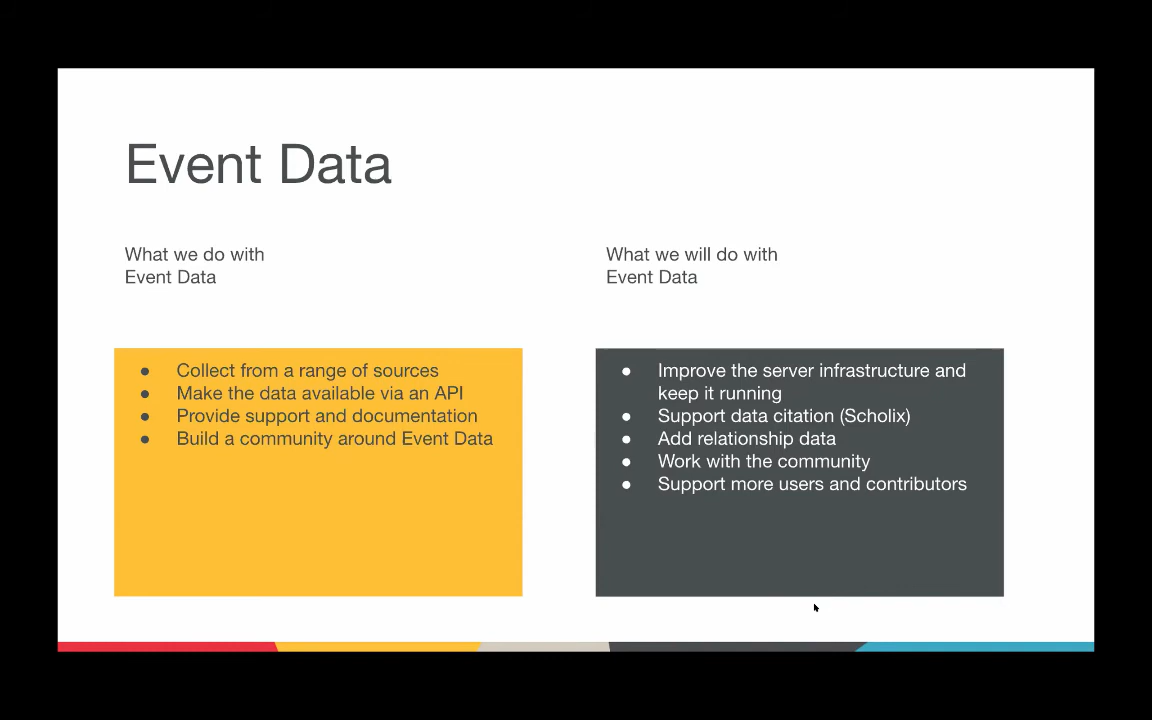 Event Data
What we do with
Event Data
● Collect from a range of sources
● Make the data available via an API
● Provide support and documentation
● Build a community around Event Data
What we will do with
Event Data
● Improve the server infrastructure and
keep it running
● Support data citation (Scholix)
● Add relationship data
● Work with the community
● Support more users and contributors